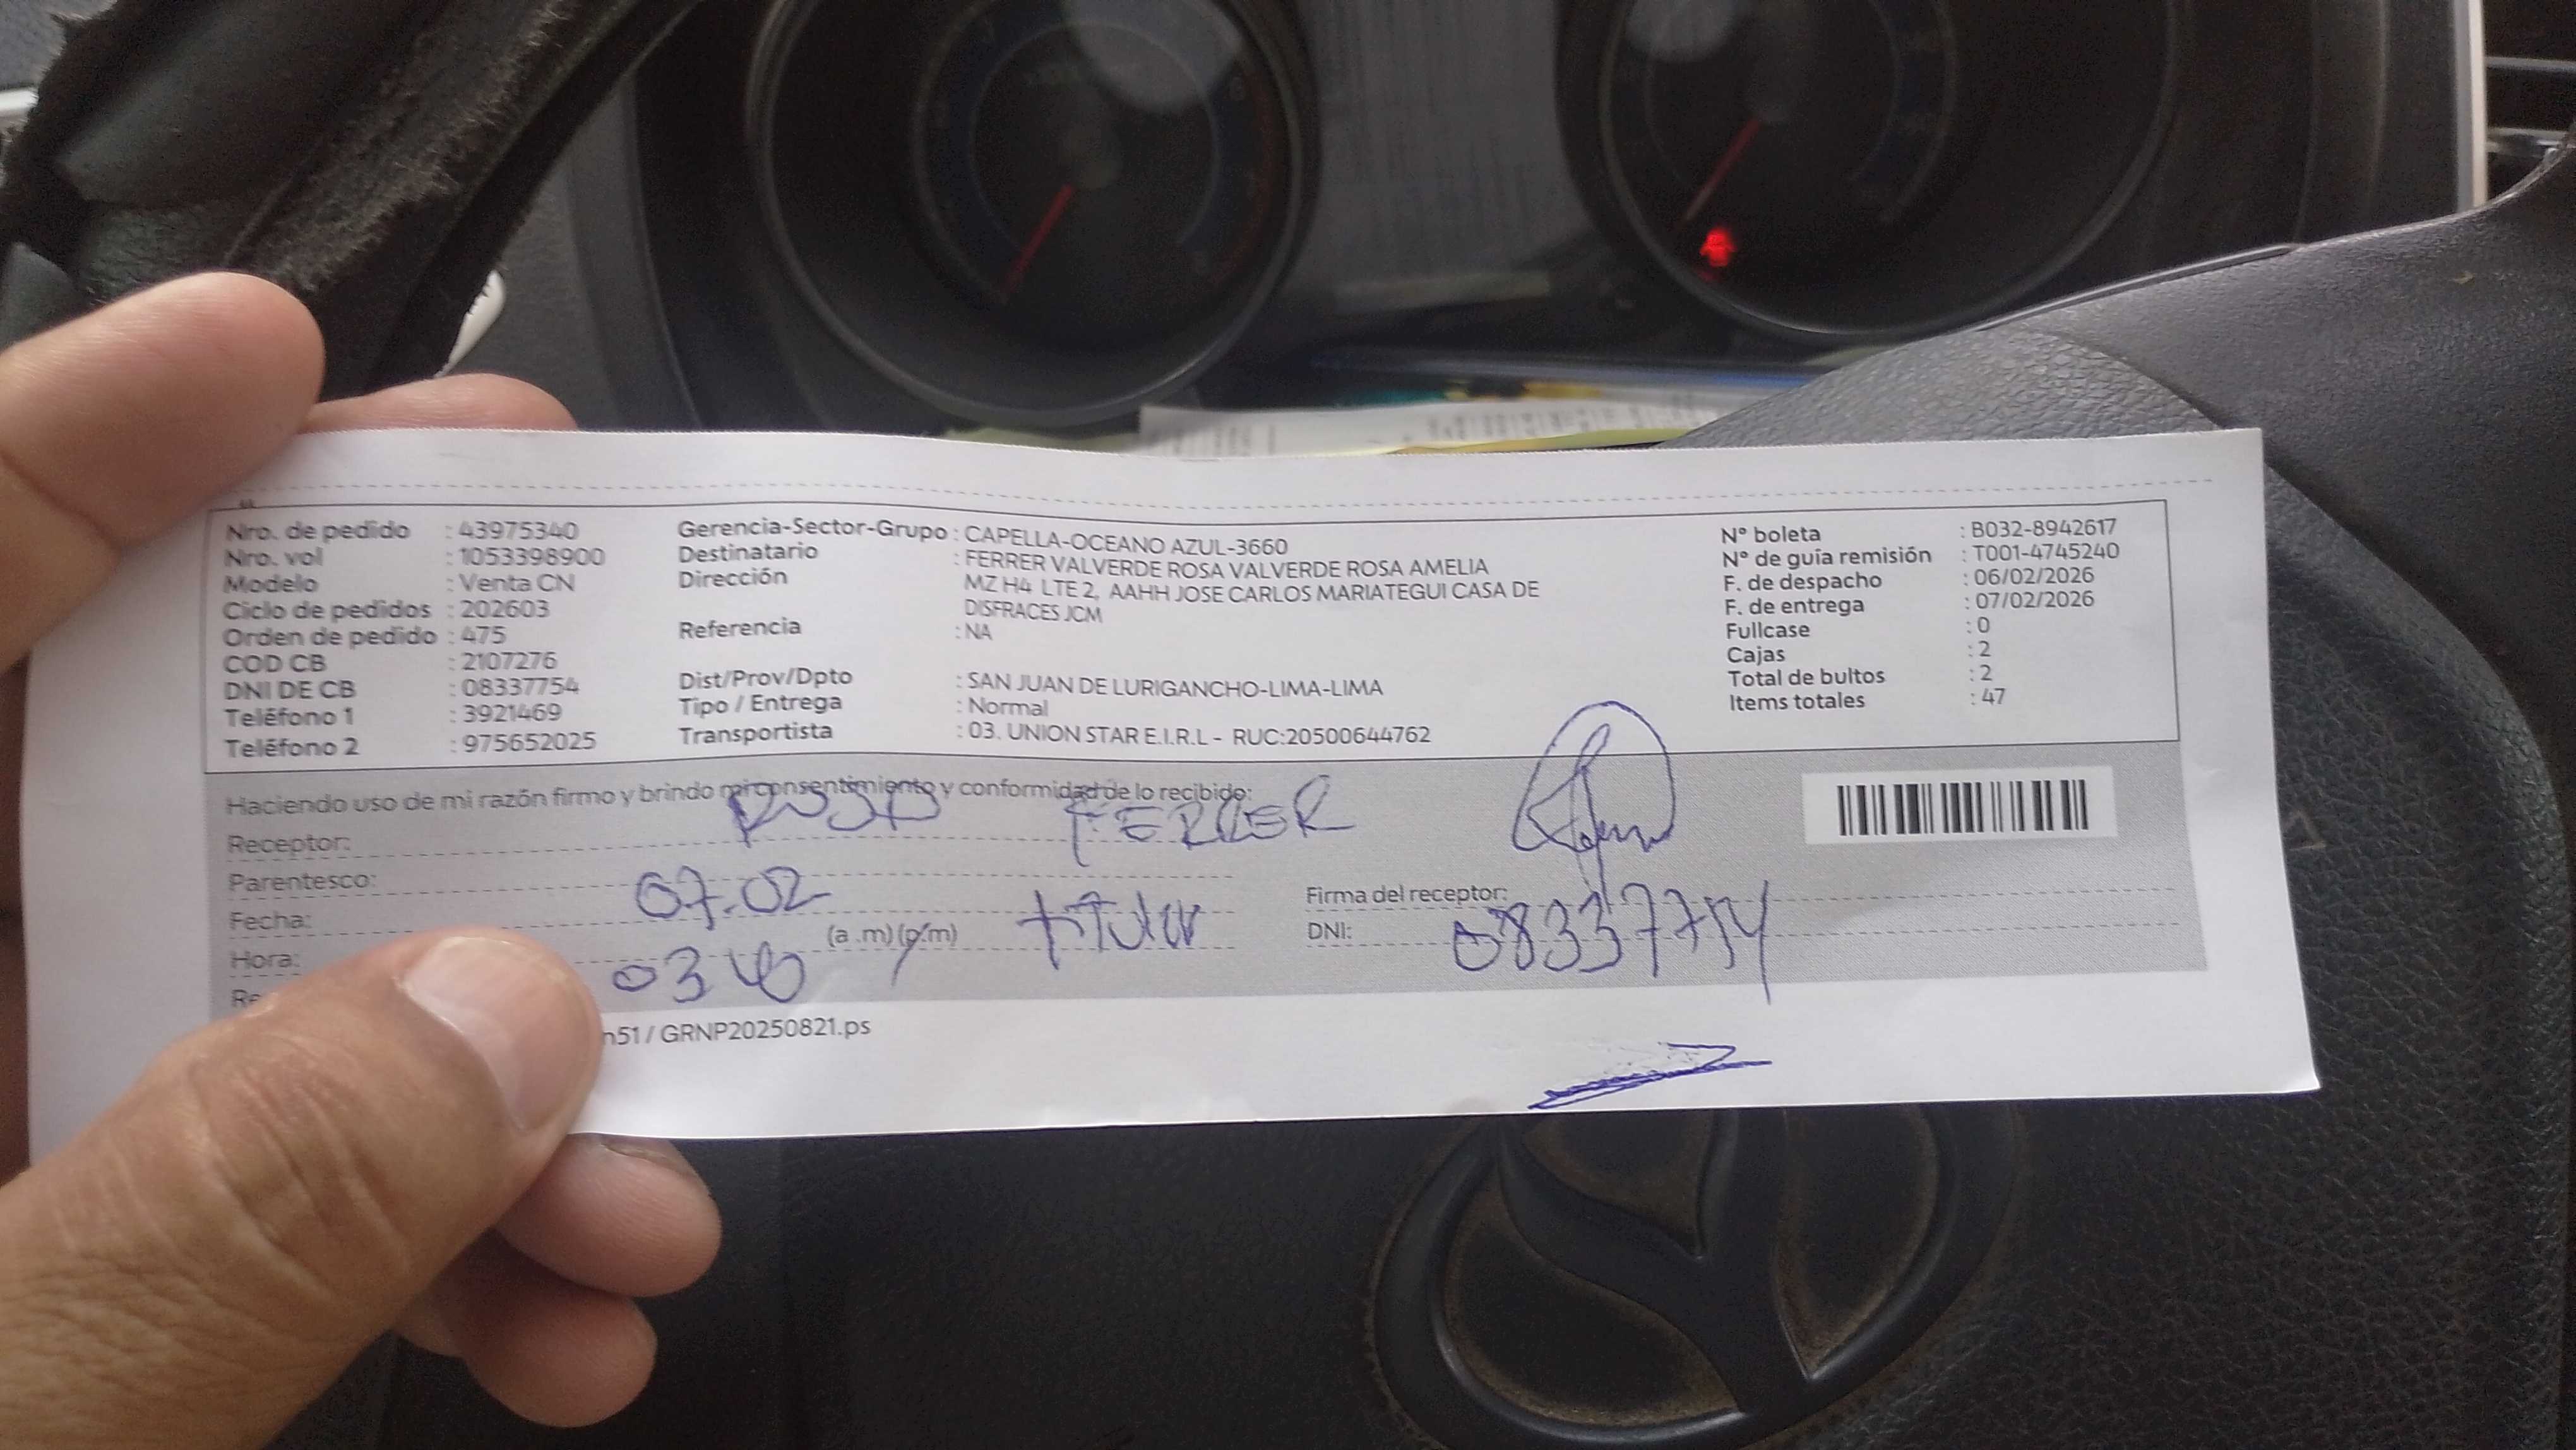 Nro. de pedido : 43975340
Nro. vol : 1053398900
Modelo : Venta CN
Ciclo de pedidos : 202603
Orden de pedido : 475
COD CB : 2107276
DNI DE CB : 08337754
Teléfono 1 : 3921469
Teléfono 2 : 975652025
Gerencia-Sector-Grupo : CAPELLA-OCEANO AZUL-3660
Destinatario : FERRER VALVERDE ROSA VALVERDE ROSA AMELIA
Dirección MZ H4 LTE 2, AAHH JOSE CARLOS MARIATEGUI CASA DE
DISFRACES JCM
Referencia : NA
Dist/Prov/Dpto : SAN JUAN DE LURIGANCHO-LIMA-LIMA
Tipo / Entrega : Normal
Transportista : 03. UNION STAR E.I.R.L - RUC:20500644762
N° boleta : B032-8942617
N° de guía remisión : T001-4745240
F. de despacho : 06/02/2026
F. de entrega : 07/02/2026
Fullcase : 0
Cajas : 2
Total de bultos : 2
Items totales : 47
Haciendo uso de mi razón firmo y brindo mi consentimiento y conformidad de lo recibido:
Receptor: ROSA FERRER
Parentesco: titular
Fecha: 07.02
Hora: 03 40 (a .m) (p.m)
Firma del receptor:
DNI: 08337754
n51 / GRNP20250821.ps